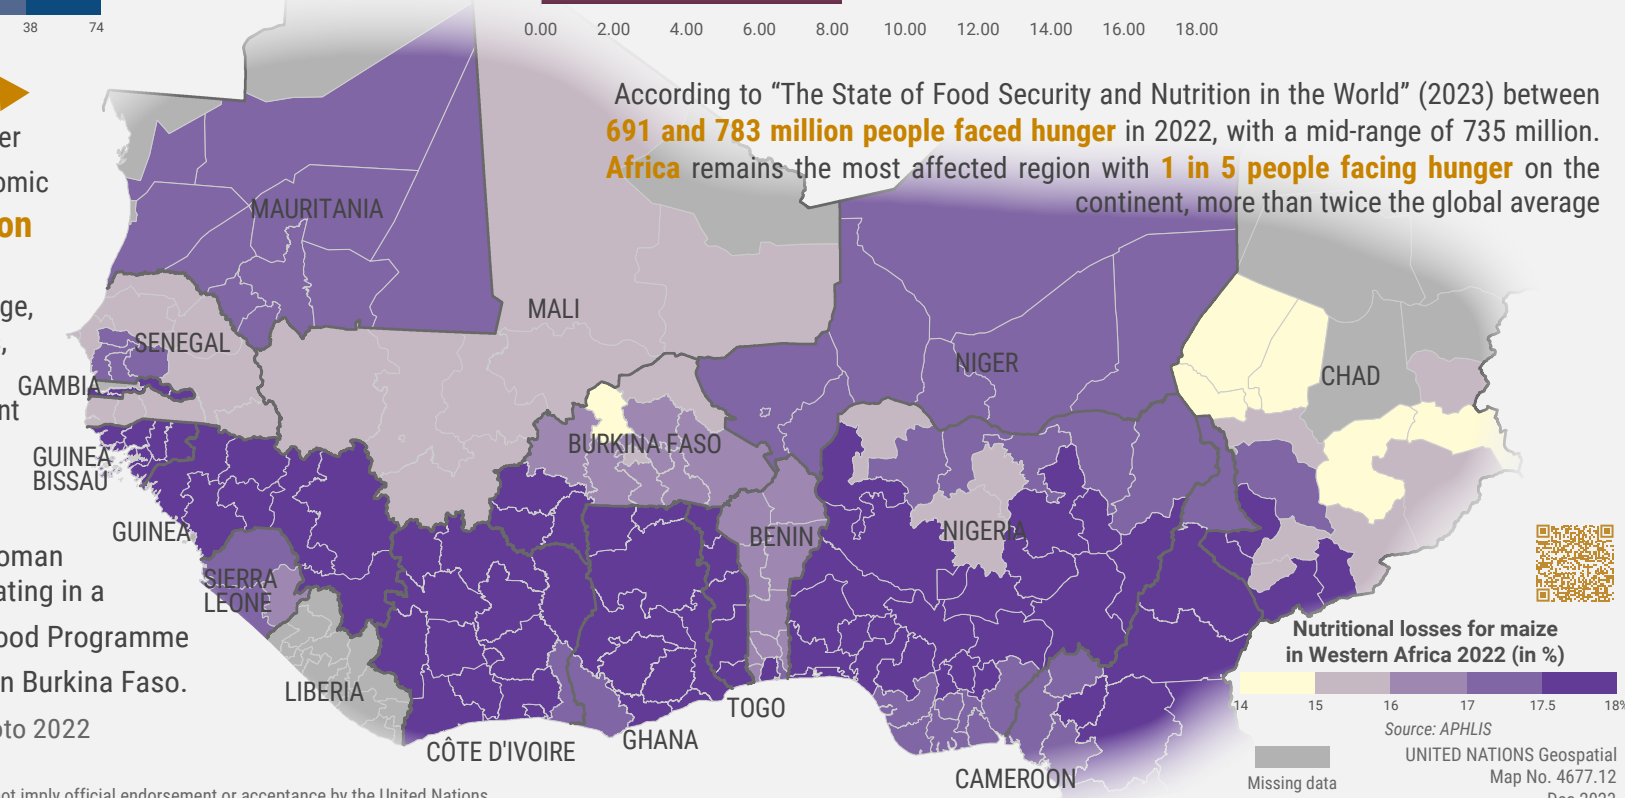 38 74
0.00 2.00 4.00 6.00 8.00 10.00 12.00 14.00 16.00 18.00
According to “The State of Food Security and Nutrition in the World” (2023) between
691 and 783 million people faced hunger in 2022, with a mid-range of 735 million.
Africa remains the most affected region with 1 in 5 people facing hunger on the
continent, more than twice the global average
er
omic
on
ge,
nt
oman
ating in a
ood Programme
n Burkina Faso.
oto 2022
MAURITANIA
MALI
SENEGAL
NIGER
CHAD
GAMBIA
BURKINA FASO
GUINEA
BISSAU
GUINEA
BENIN
NIGERIA
SIERRA
LEONE
LIBERIA
TOGO
CÔTE D'IVOIRE
GHANA
CAMEROON
Nutritional losses for maize
in Western Africa 2022 (in %)
14 15 16 17 17.5 18%
Source: APHLIS
Missing data
UNITED NATIONS Geospatial
Map No. 4677.12
Dec 2023
not imply official endorsement or acceptance by the United Nations